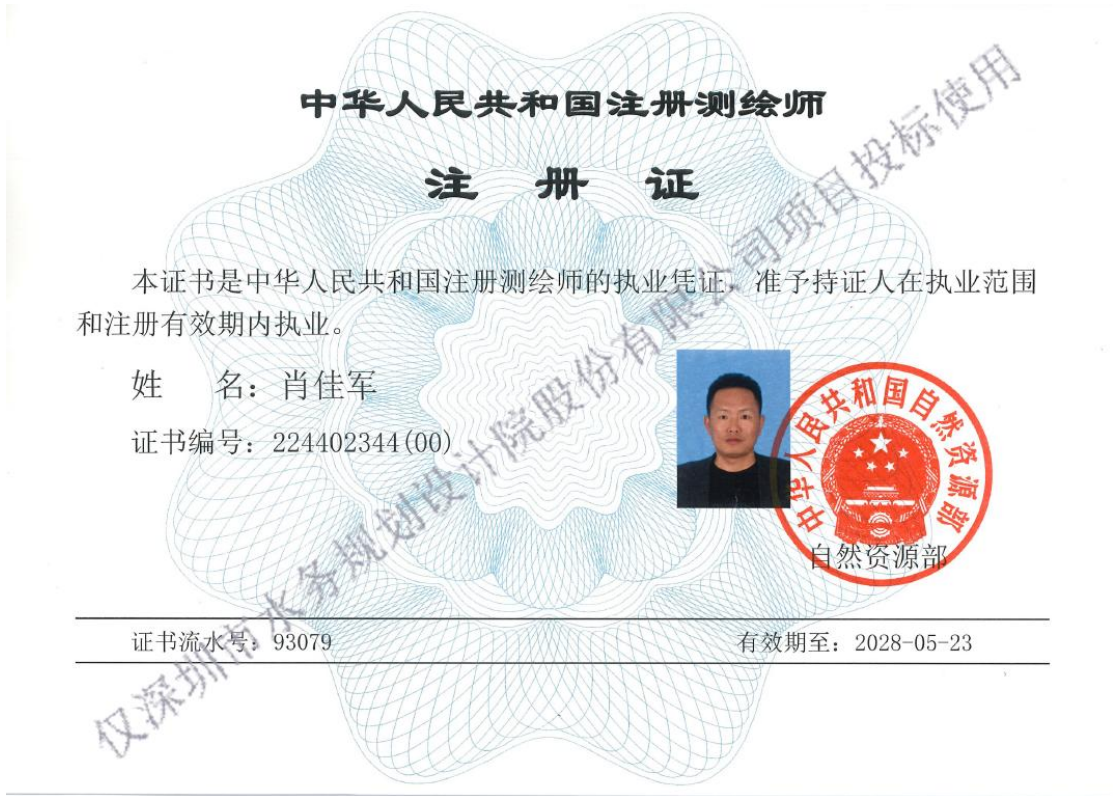 中华人民共和国注册测绘师
注 册 证
本证书是中华人民共和国注册测绘师的执业凭证，准予持证人在执业范围
和注册有效期内执业。
姓 名：肖佳军
证书编号：224402344(00)
中华人民共和国自然资源部
自然资源部
证书流水号：93079 有效期至：2028-05-23
仅深圳市水务规划设计院股份有限公司项目投标使用